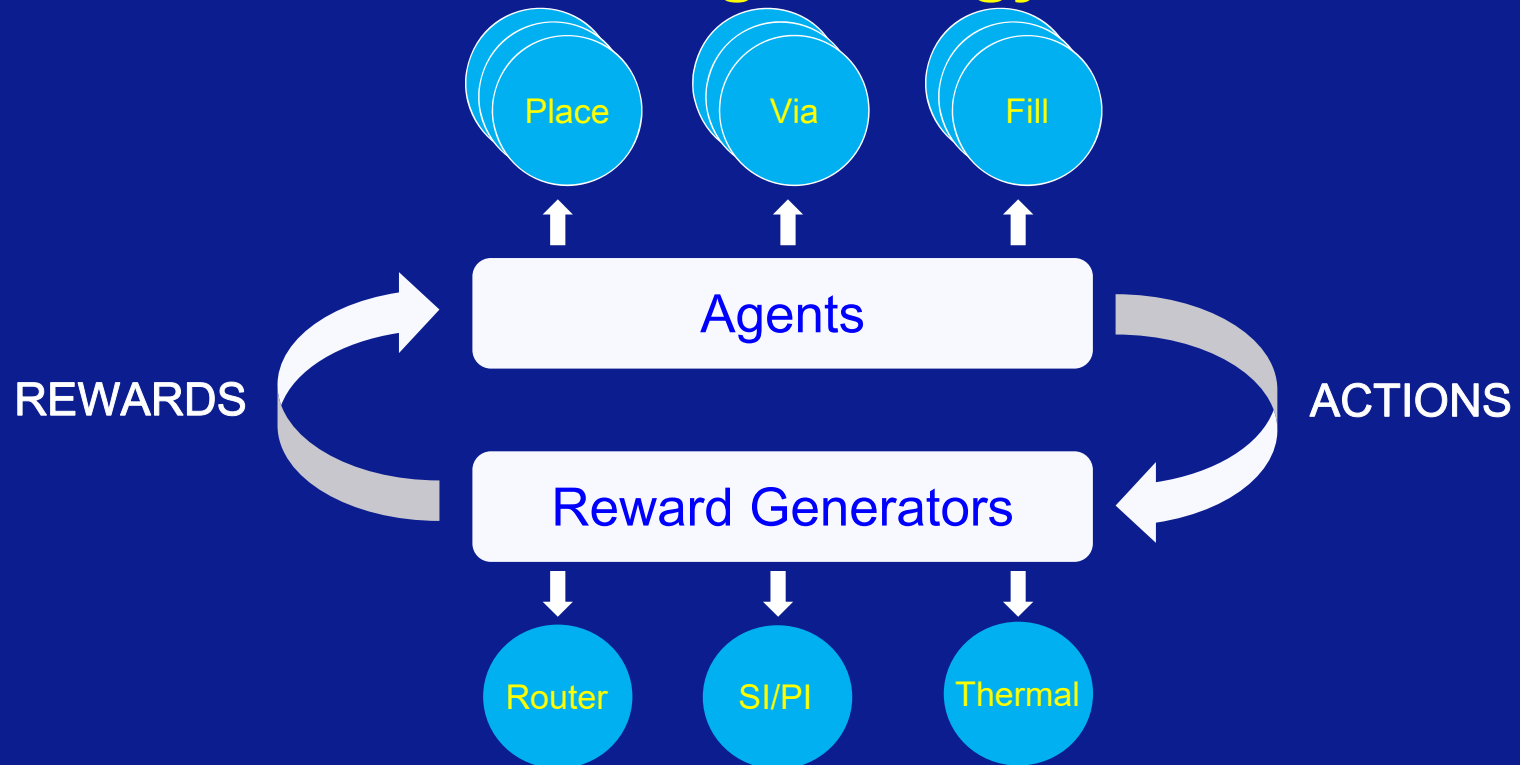 Place
Via
Fill
Agents
REWARDS
ACTIONS
Reward Generators
Router
SI/PI
Thermal